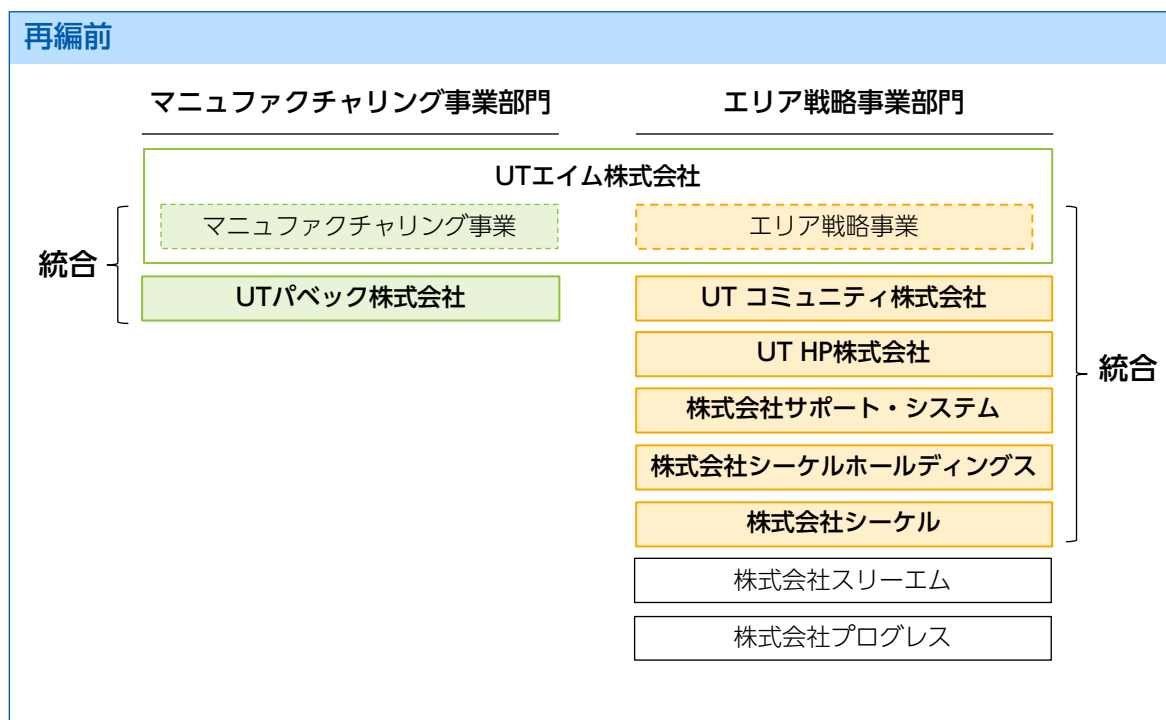 再編前
マニュファクチャリング事業部門
エリア戦略事業部門
UTエイム株式会社
マニュファクチャリング事業
エリア戦略事業
統合
UTパベック株式会社
UT コミュニティ株式会社
UT HP株式会社
統合
株式会社サポート・システム
株式会社シーケルホールディングス
株式会社シーケル
株式会社スリーエム
株式会社プログレス